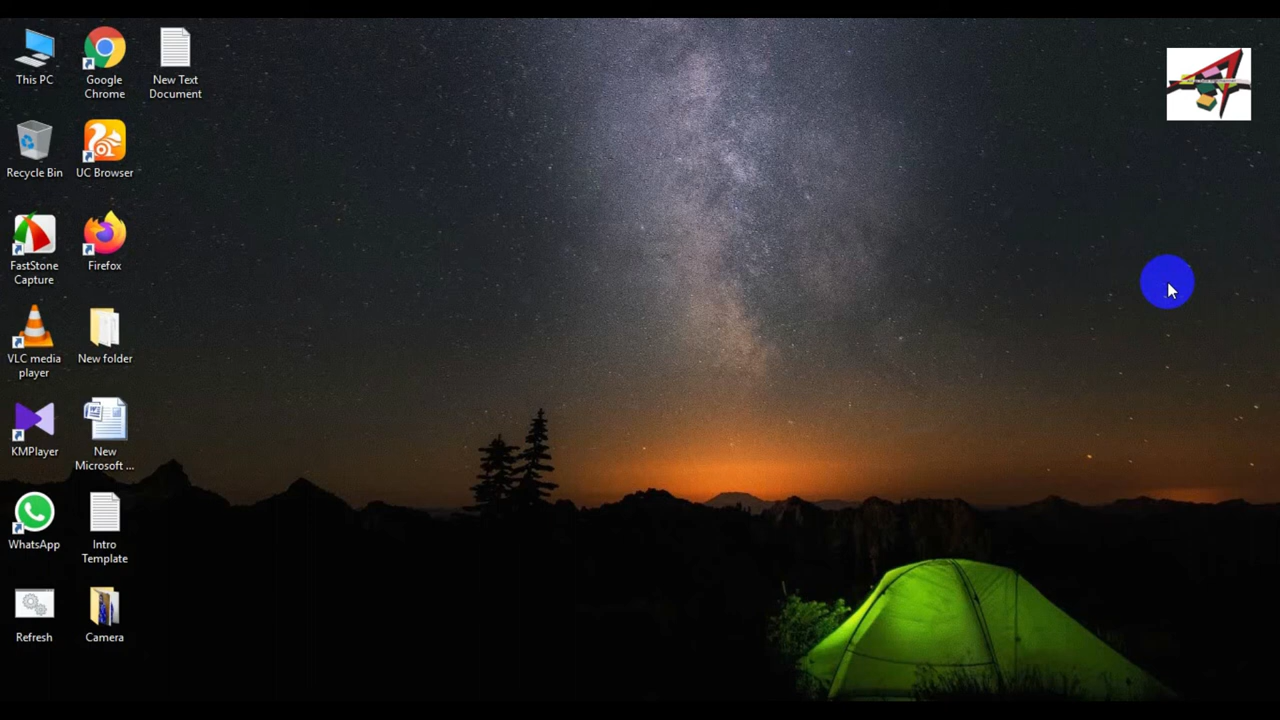 This PC
Google
Chrome
New Text
Document
Recycle Bin
UC Browser
FastStone
Capture
Firefox
VLC media
player
New folder
KMPlayer
New
Microsoft ...
WhatsApp
Intro
Template
Refresh
Camera